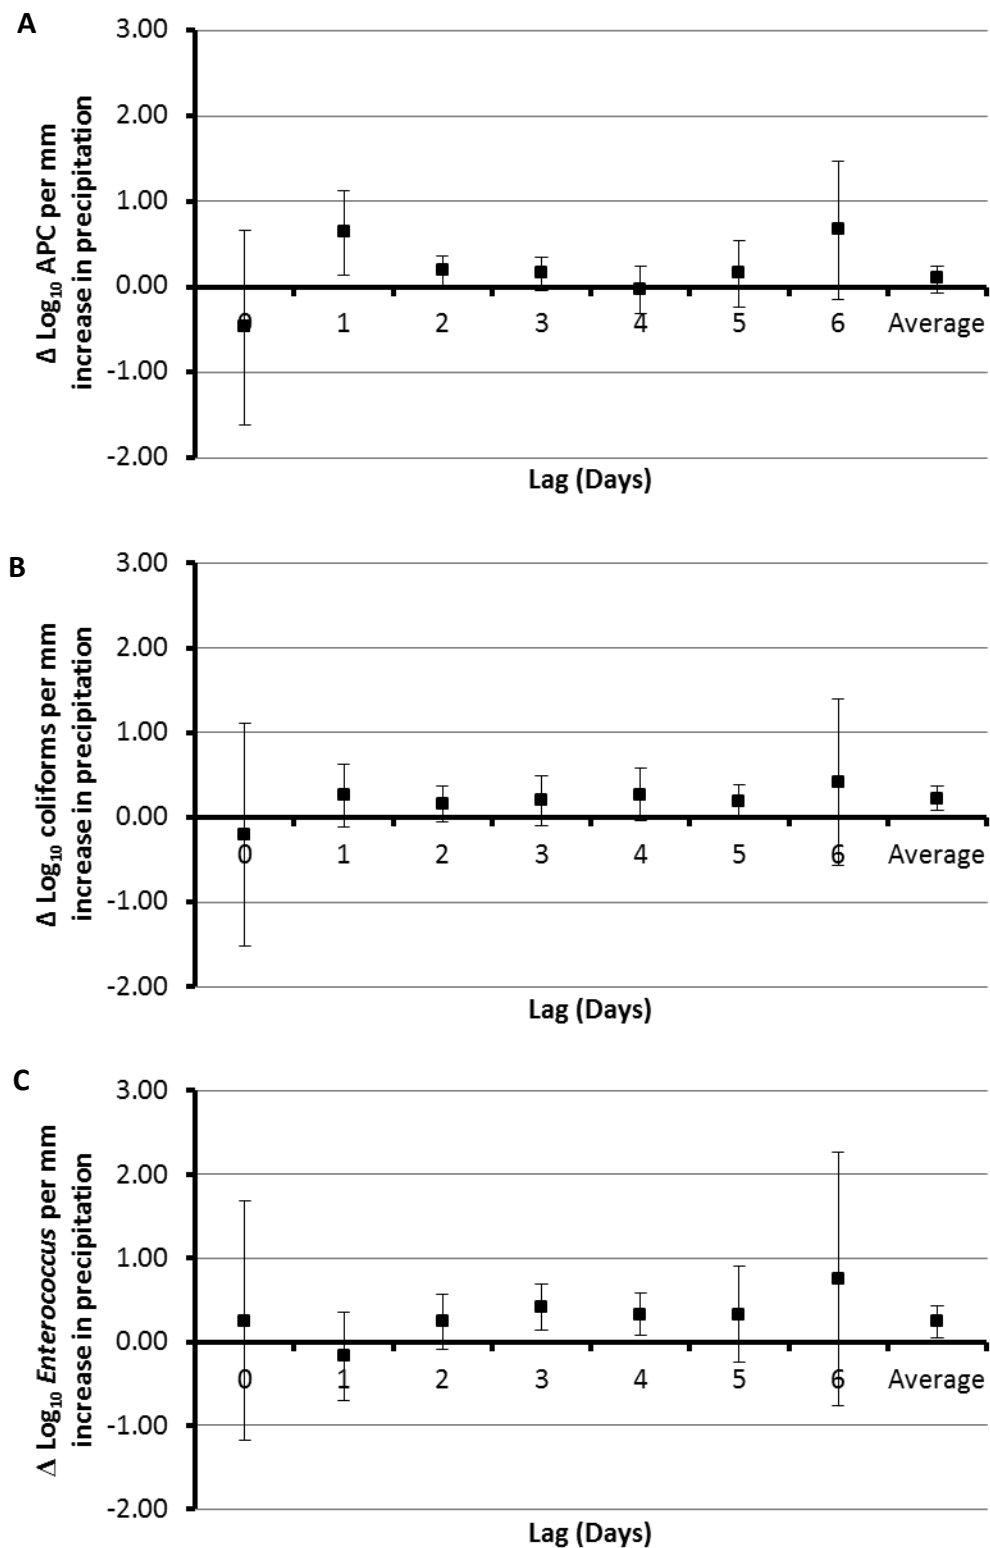 A
3.00
2.00
1.00
0.00
-1.00
-2.00
Δ Log₁₀ APC per mm
increase in precipitation
0 1 2 3 4 5 6 Average
Lag (Days)
B
3.00
2.00
1.00
0.00
-1.00
-2.00
Δ Log₁₀ coliforms per mm
increase in precipitation
0 1 2 3 4 5 6 Average
Lag (Days)
C
3.00
2.00
1.00
0.00
-1.00
-2.00
Δ Log₁₀ Enterococcus per mm
increase in precipitation
0 1 2 3 4 5 6 Average
Lag (Days)